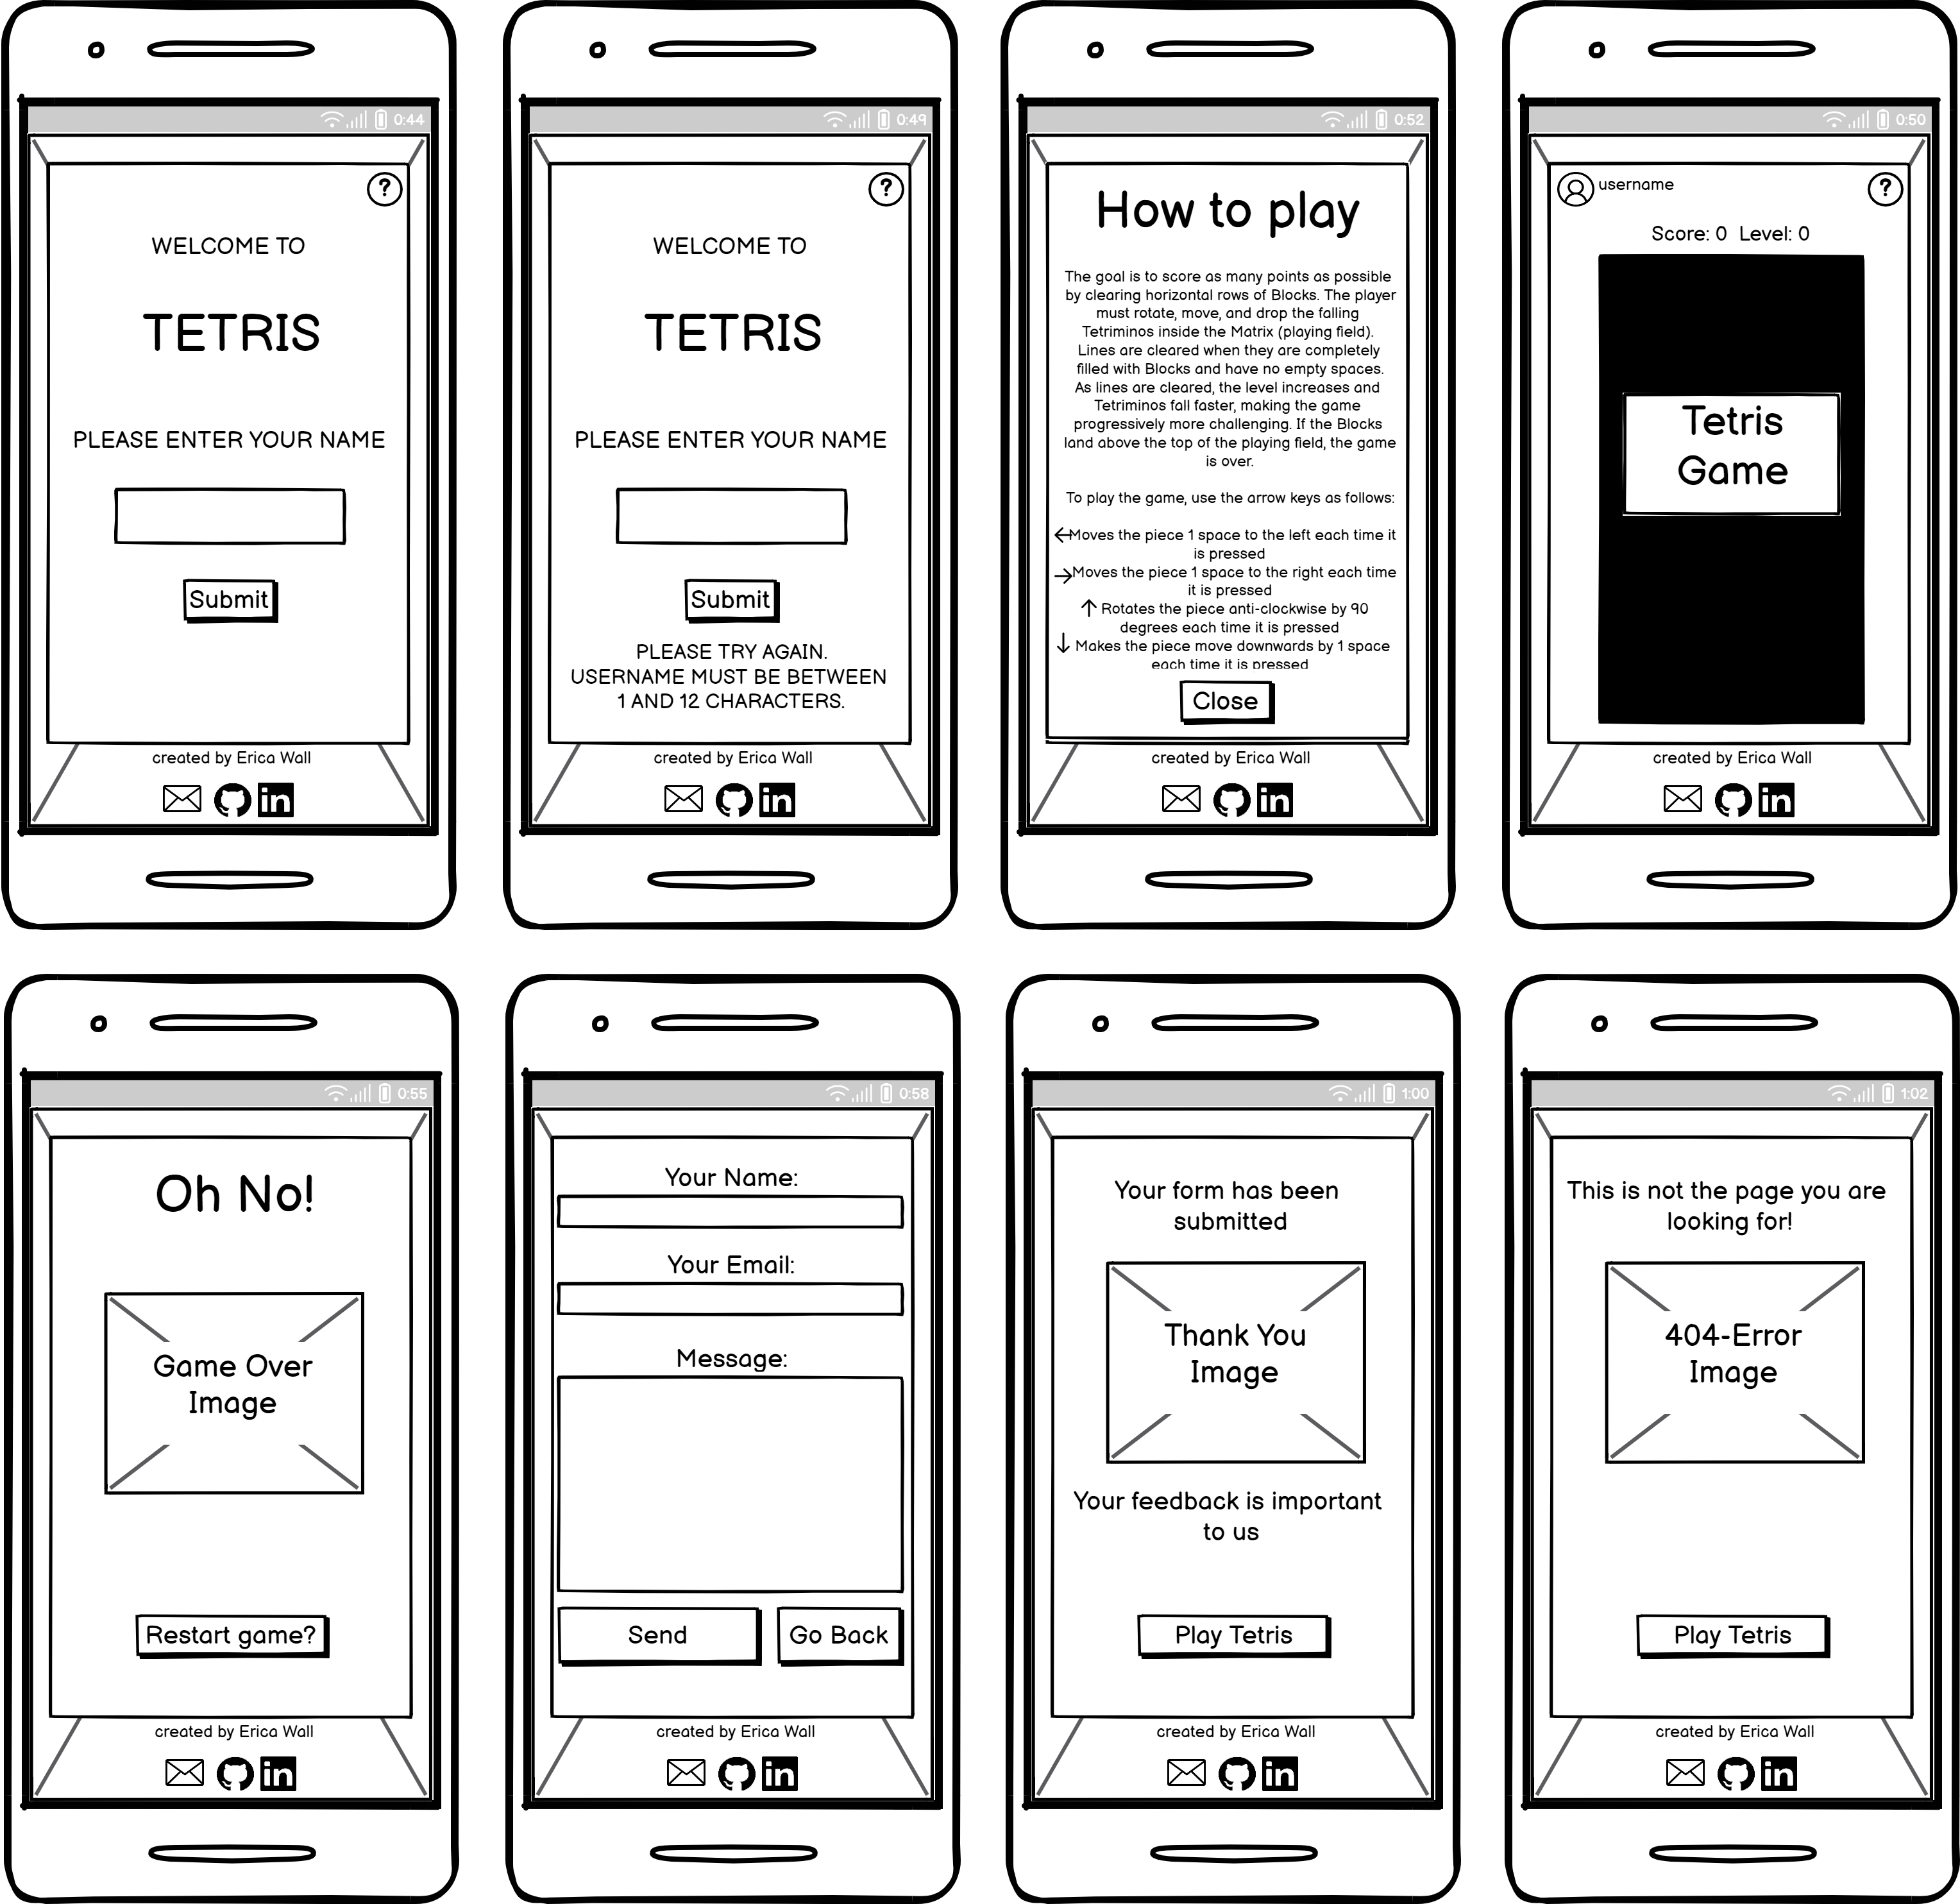 0:44
?
WELCOME TO
TETRIS
PLEASE ENTER YOUR NAME
Submit
created by Erica Wall
in
0:49
?
WELCOME TO
TETRIS
PLEASE ENTER YOUR NAME
Submit
PLEASE TRY AGAIN.
USERNAME MUST BE BETWEEN
1 AND 12 CHARACTERS.
created by Erica Wall
in
0:52
How to play
The goal is to score as many points as possible
by clearing horizontal rows of Blocks. The player
must rotate, move, and drop the falling
Tetriminos inside the Matrix (playing field).
Lines are cleared when they are completely
filled with Blocks and have no empty spaces.
As lines are cleared, the level increases and
Tetriminos fall faster, making the game
progressively more challenging. If the Blocks
land above the top of the playing field, the game
is over.
To play the game, use the arrow keys as follows:
←Moves the piece 1 space to the left each time it
is pressed
→Moves the piece 1 space to the right each time
it is pressed
↑ Rotates the piece anti-clockwise by 90
degrees each time it is pressed
↓ Makes the piece move downwards by 1 space
each time it is pressed
Close
created by Erica Wall
in
0:50
username
?
Score: 0 Level: 0
Tetris
Game
created by Erica Wall
in
0:55
Oh No!
Game Over
Image
Restart game?
created by Erica Wall
in
0:58
Your Name:
Your Email:
Message:
Send Go Back
created by Erica Wall
in
1:00
Your form has been
submitted
Thank You
Image
Your feedback is important
to us
Play Tetris
created by Erica Wall
in
1:02
This is not the page you are
looking for!
404-Error
Image
Play Tetris
created by Erica Wall
in